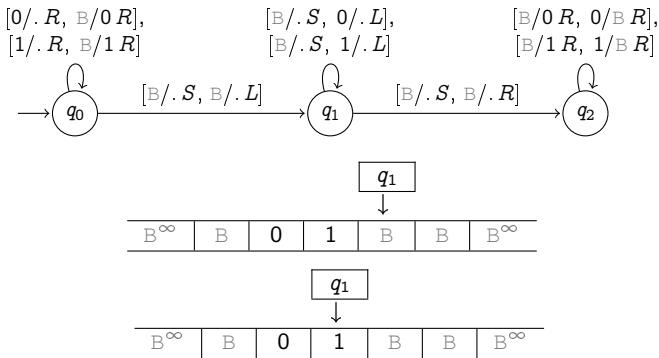 [0/. R, B/0 R], [B/. S, 0/. L], [B/0 R, 0/B R],
[1/. R, B/1 R] [B/. S, 1/. L] [B/1 R, 1/B R]
[B/. S, B/. L] [B/. S, B/. R]
q₀ q₁ q₂
q₁
B^∞ B 0 1 B B B^∞
q₁
B^∞ B 0 1 B B B^∞